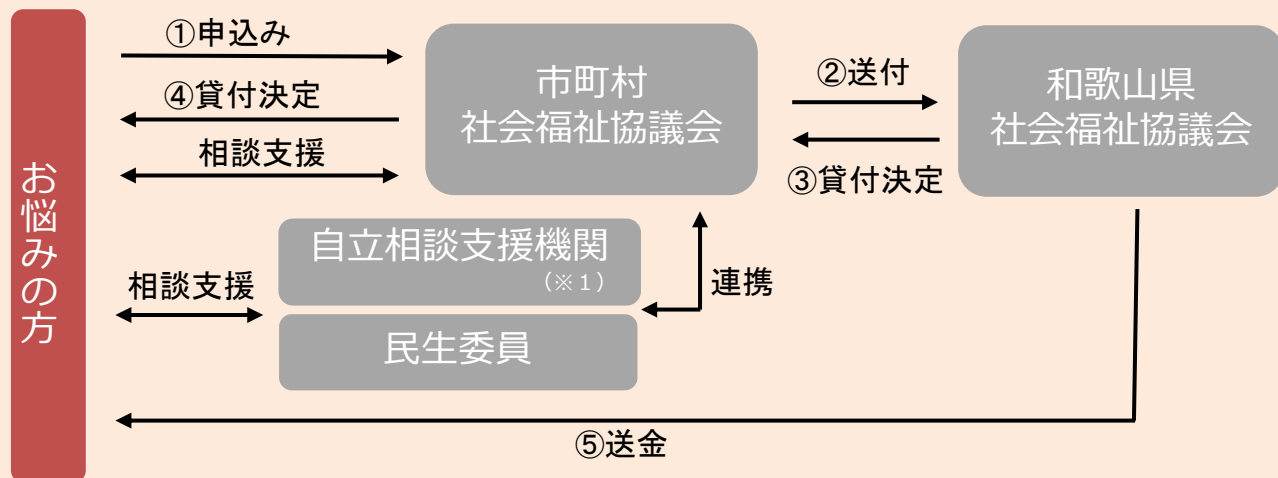 お悩みの方
①申込み
④貸付決定
相談支援
市町村
社会福祉協議会
②送付
③貸付決定
和歌山県
社会福祉協議会
相談支援
自立相談支援機関
（※１）
民生委員
連携
⑤送金